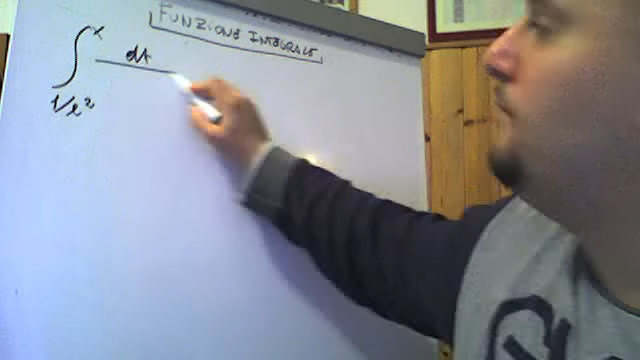 FUNZIONE INTEGRALE
∫ x
dt
1/e²